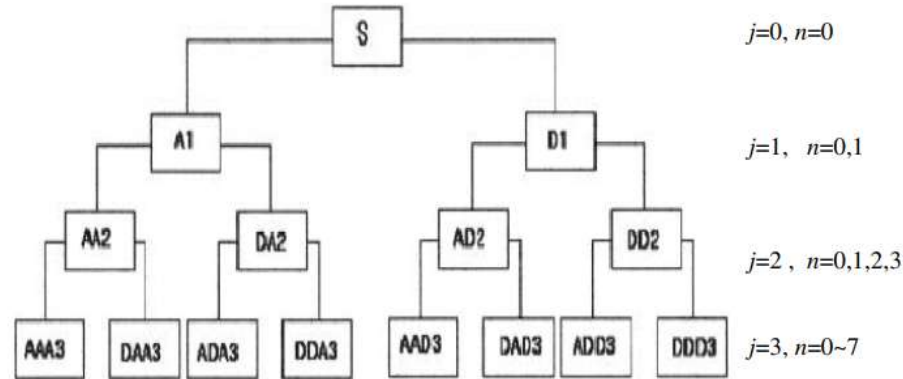 S
j=0, n=0
A1
D1
j=1, n=0,1
AA2
DA2
AD2
DD2
j=2 , n=0,1,2,3
AAA3
DAA3
ADA3
DDA3
AAD3
DAD3
ADD3
DDD3
j=3, n=0~7